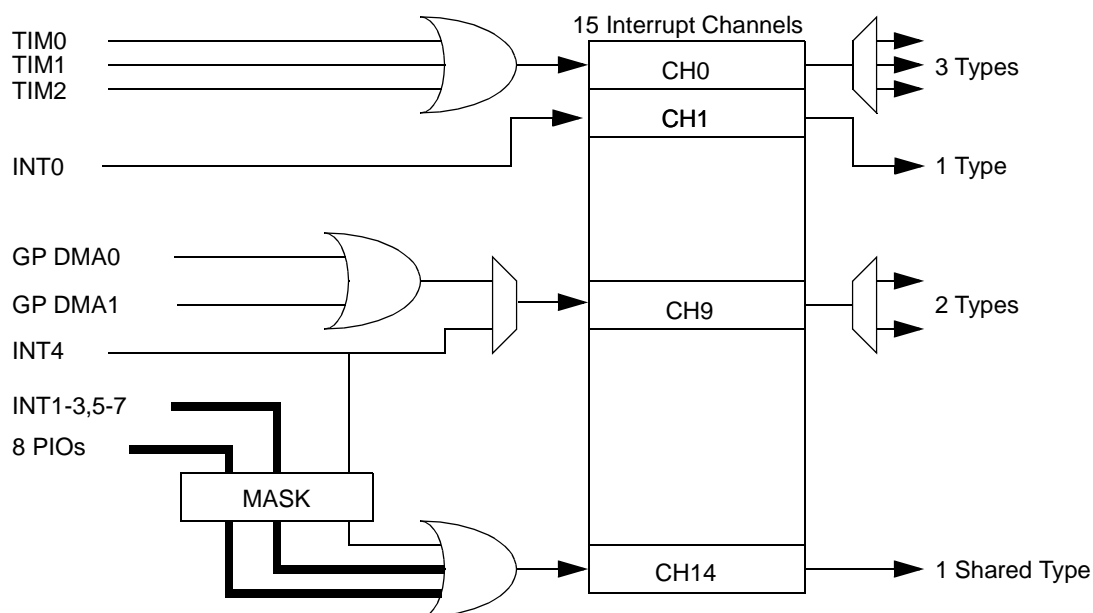 15 Interrupt Channels
TIM0
TIM1
TIM2
CH0
3 Types
CH1
INT0
1 Type
GP DMA0
GP DMA1
CH9
2 Types
INT4
INT1-3,5-7
8 PIOs
MASK
CH14
1 Shared Type